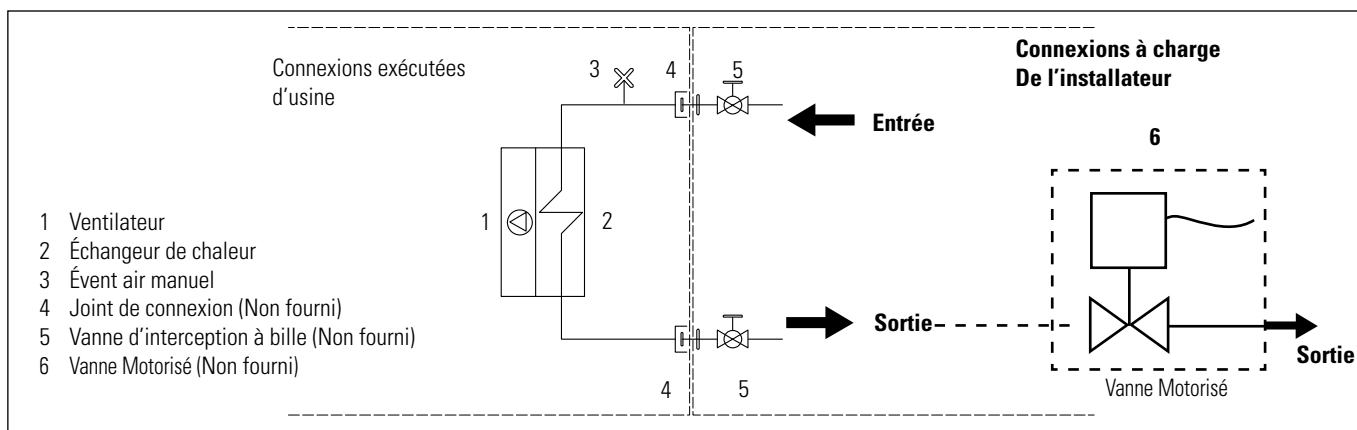 Connexions exécutées
d'usine
3
4
5
Connexions à charge
De l'installateur
Entrée
6
1
2
1 Ventilateur
2 Échangeur de chaleur
3 Évent air manuel
4 Joint de connexion (Non fourni)
5 Vanne d'interception à bille (Non fourni)
6 Vanne Motorisé (Non fourni)
Sortie
Sortie
Vanne Motorisé
4
5